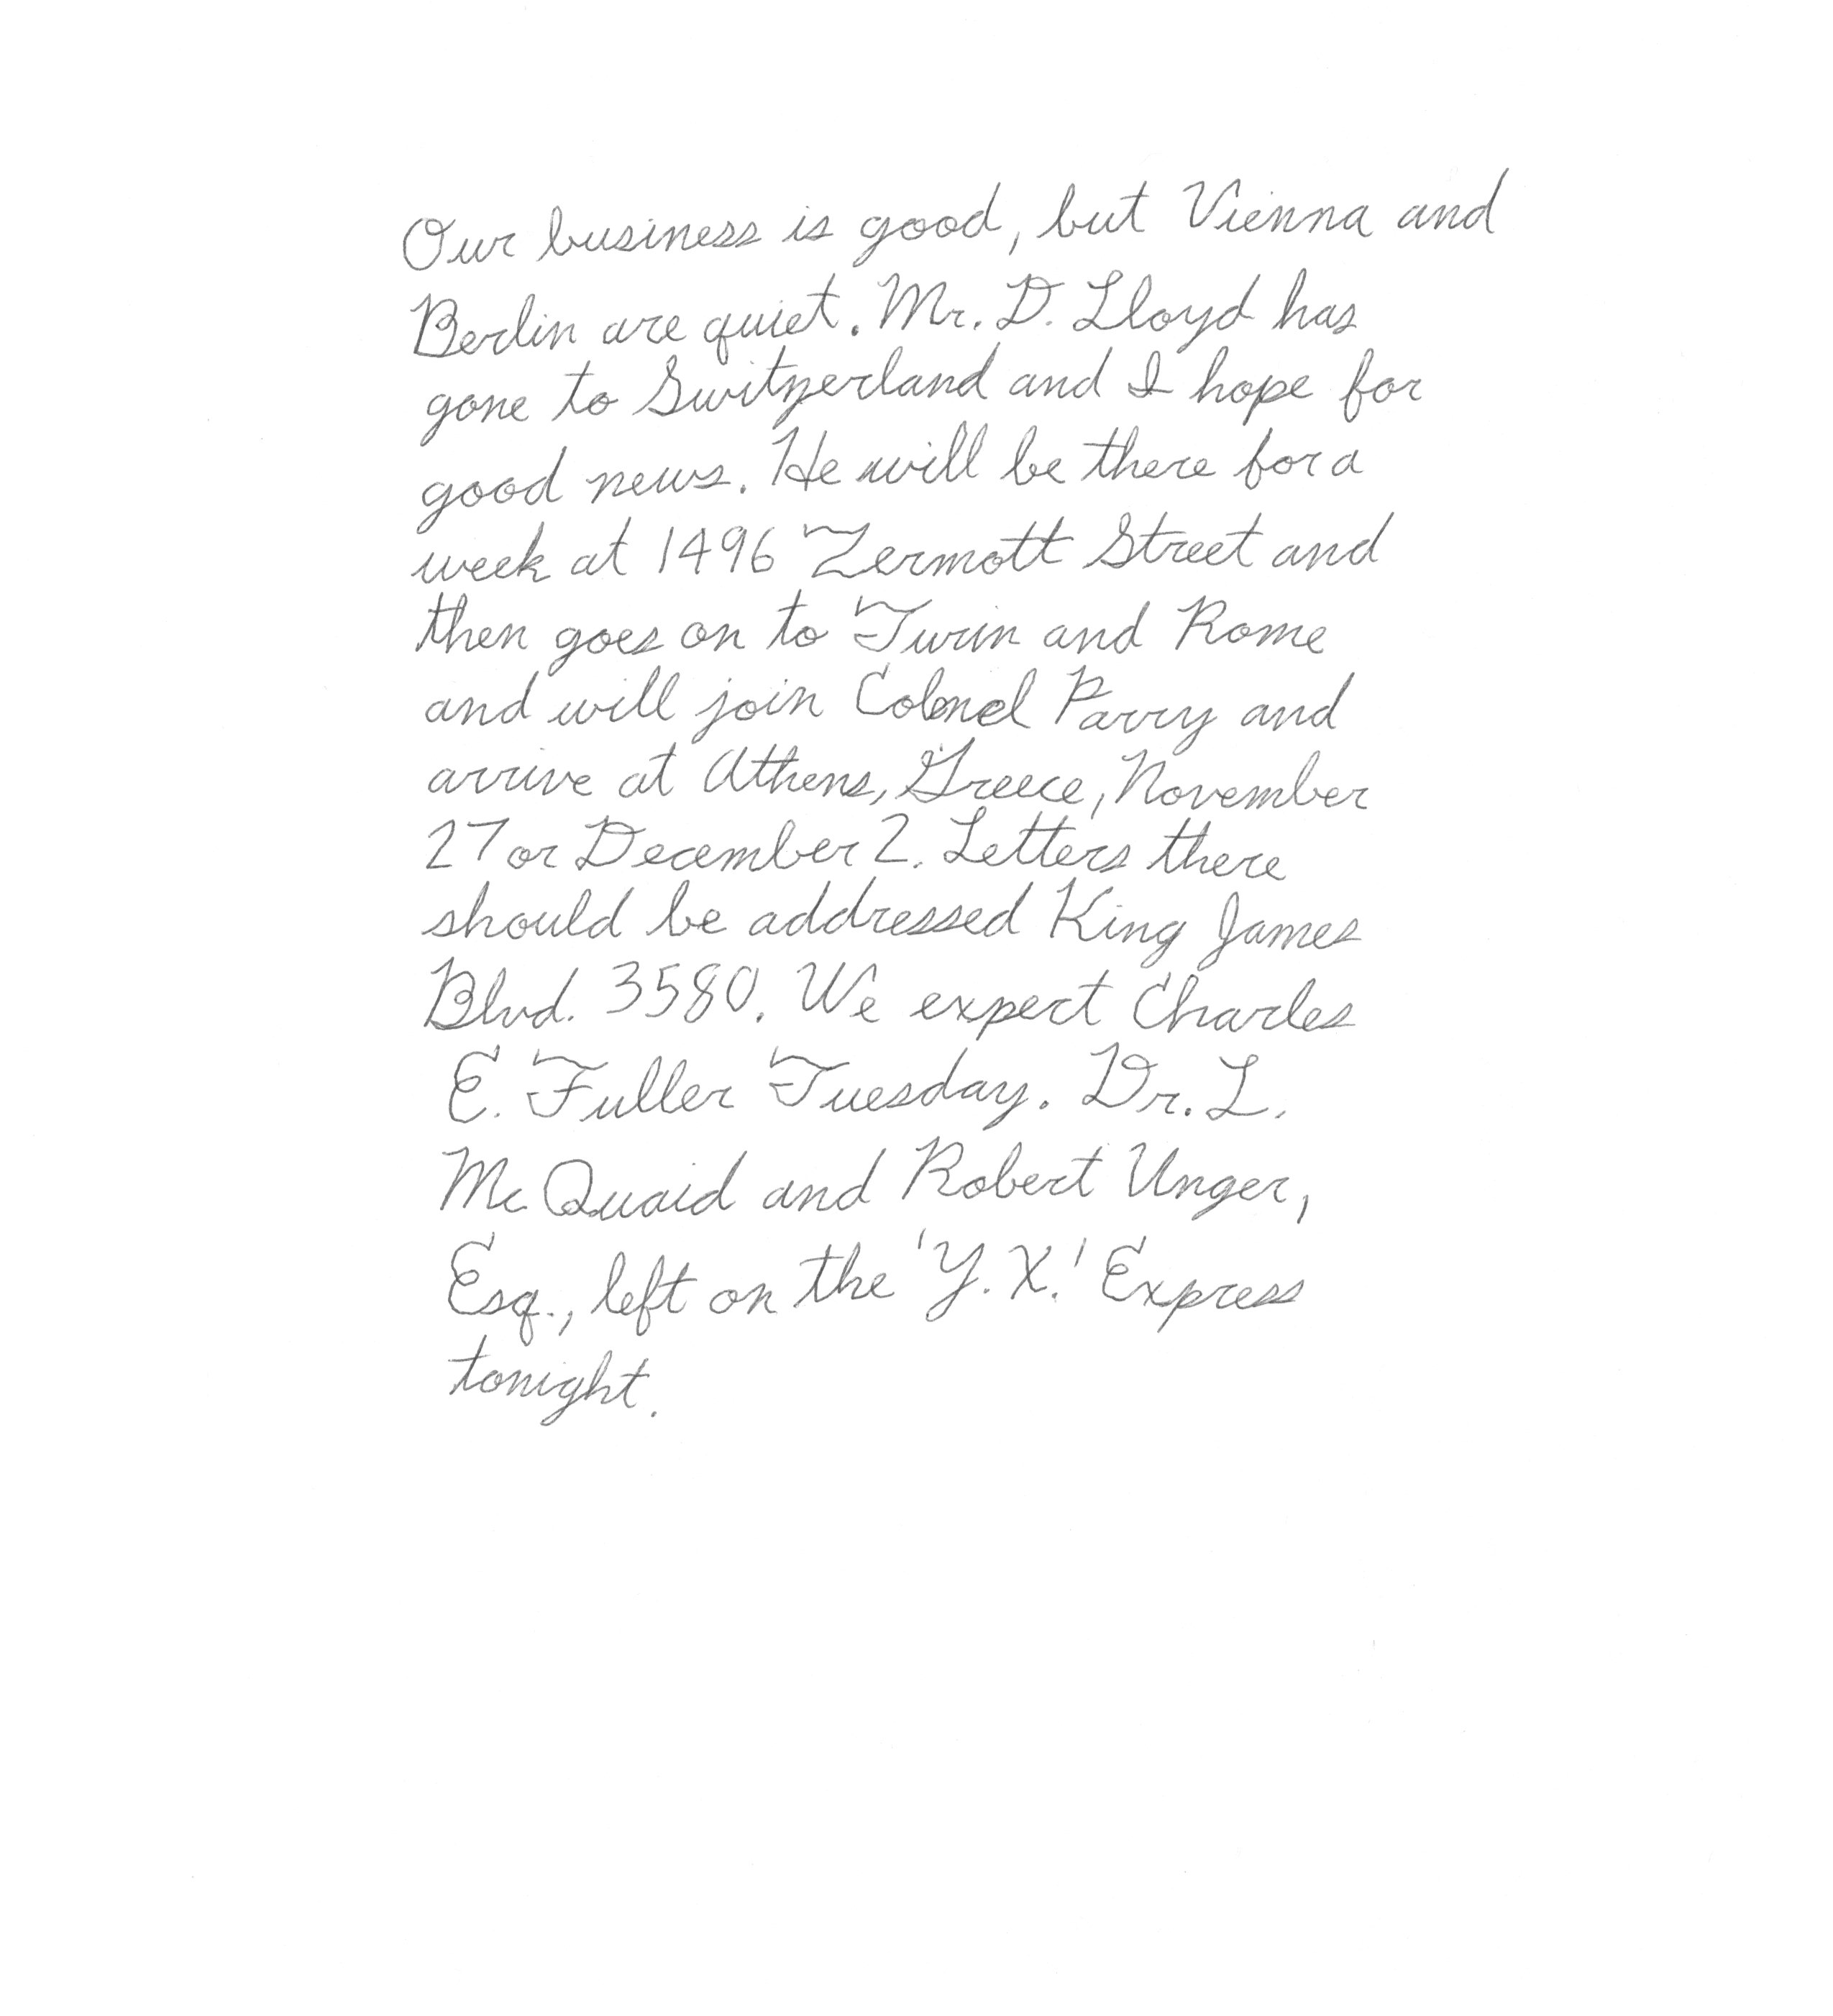 Our business is good, but Vienna and
Berlin are quiet. Mr. D. Lloyd has
gone to Switzerland and I hope for
good news. He will be there for a
week at 1496 Zermott Street and
then goes on to Turin and Rome
and will join Colonel Parry and
arrive at Athens, Greece, November
27 or December 2. Letters there
should be addressed King James
Blvd. 3580. We expect Charles
E. Fuller Tuesday. Dr. L.
McQuaid and Robert Unger,
Esq., left on the 'Y.X.' Express
tonight.